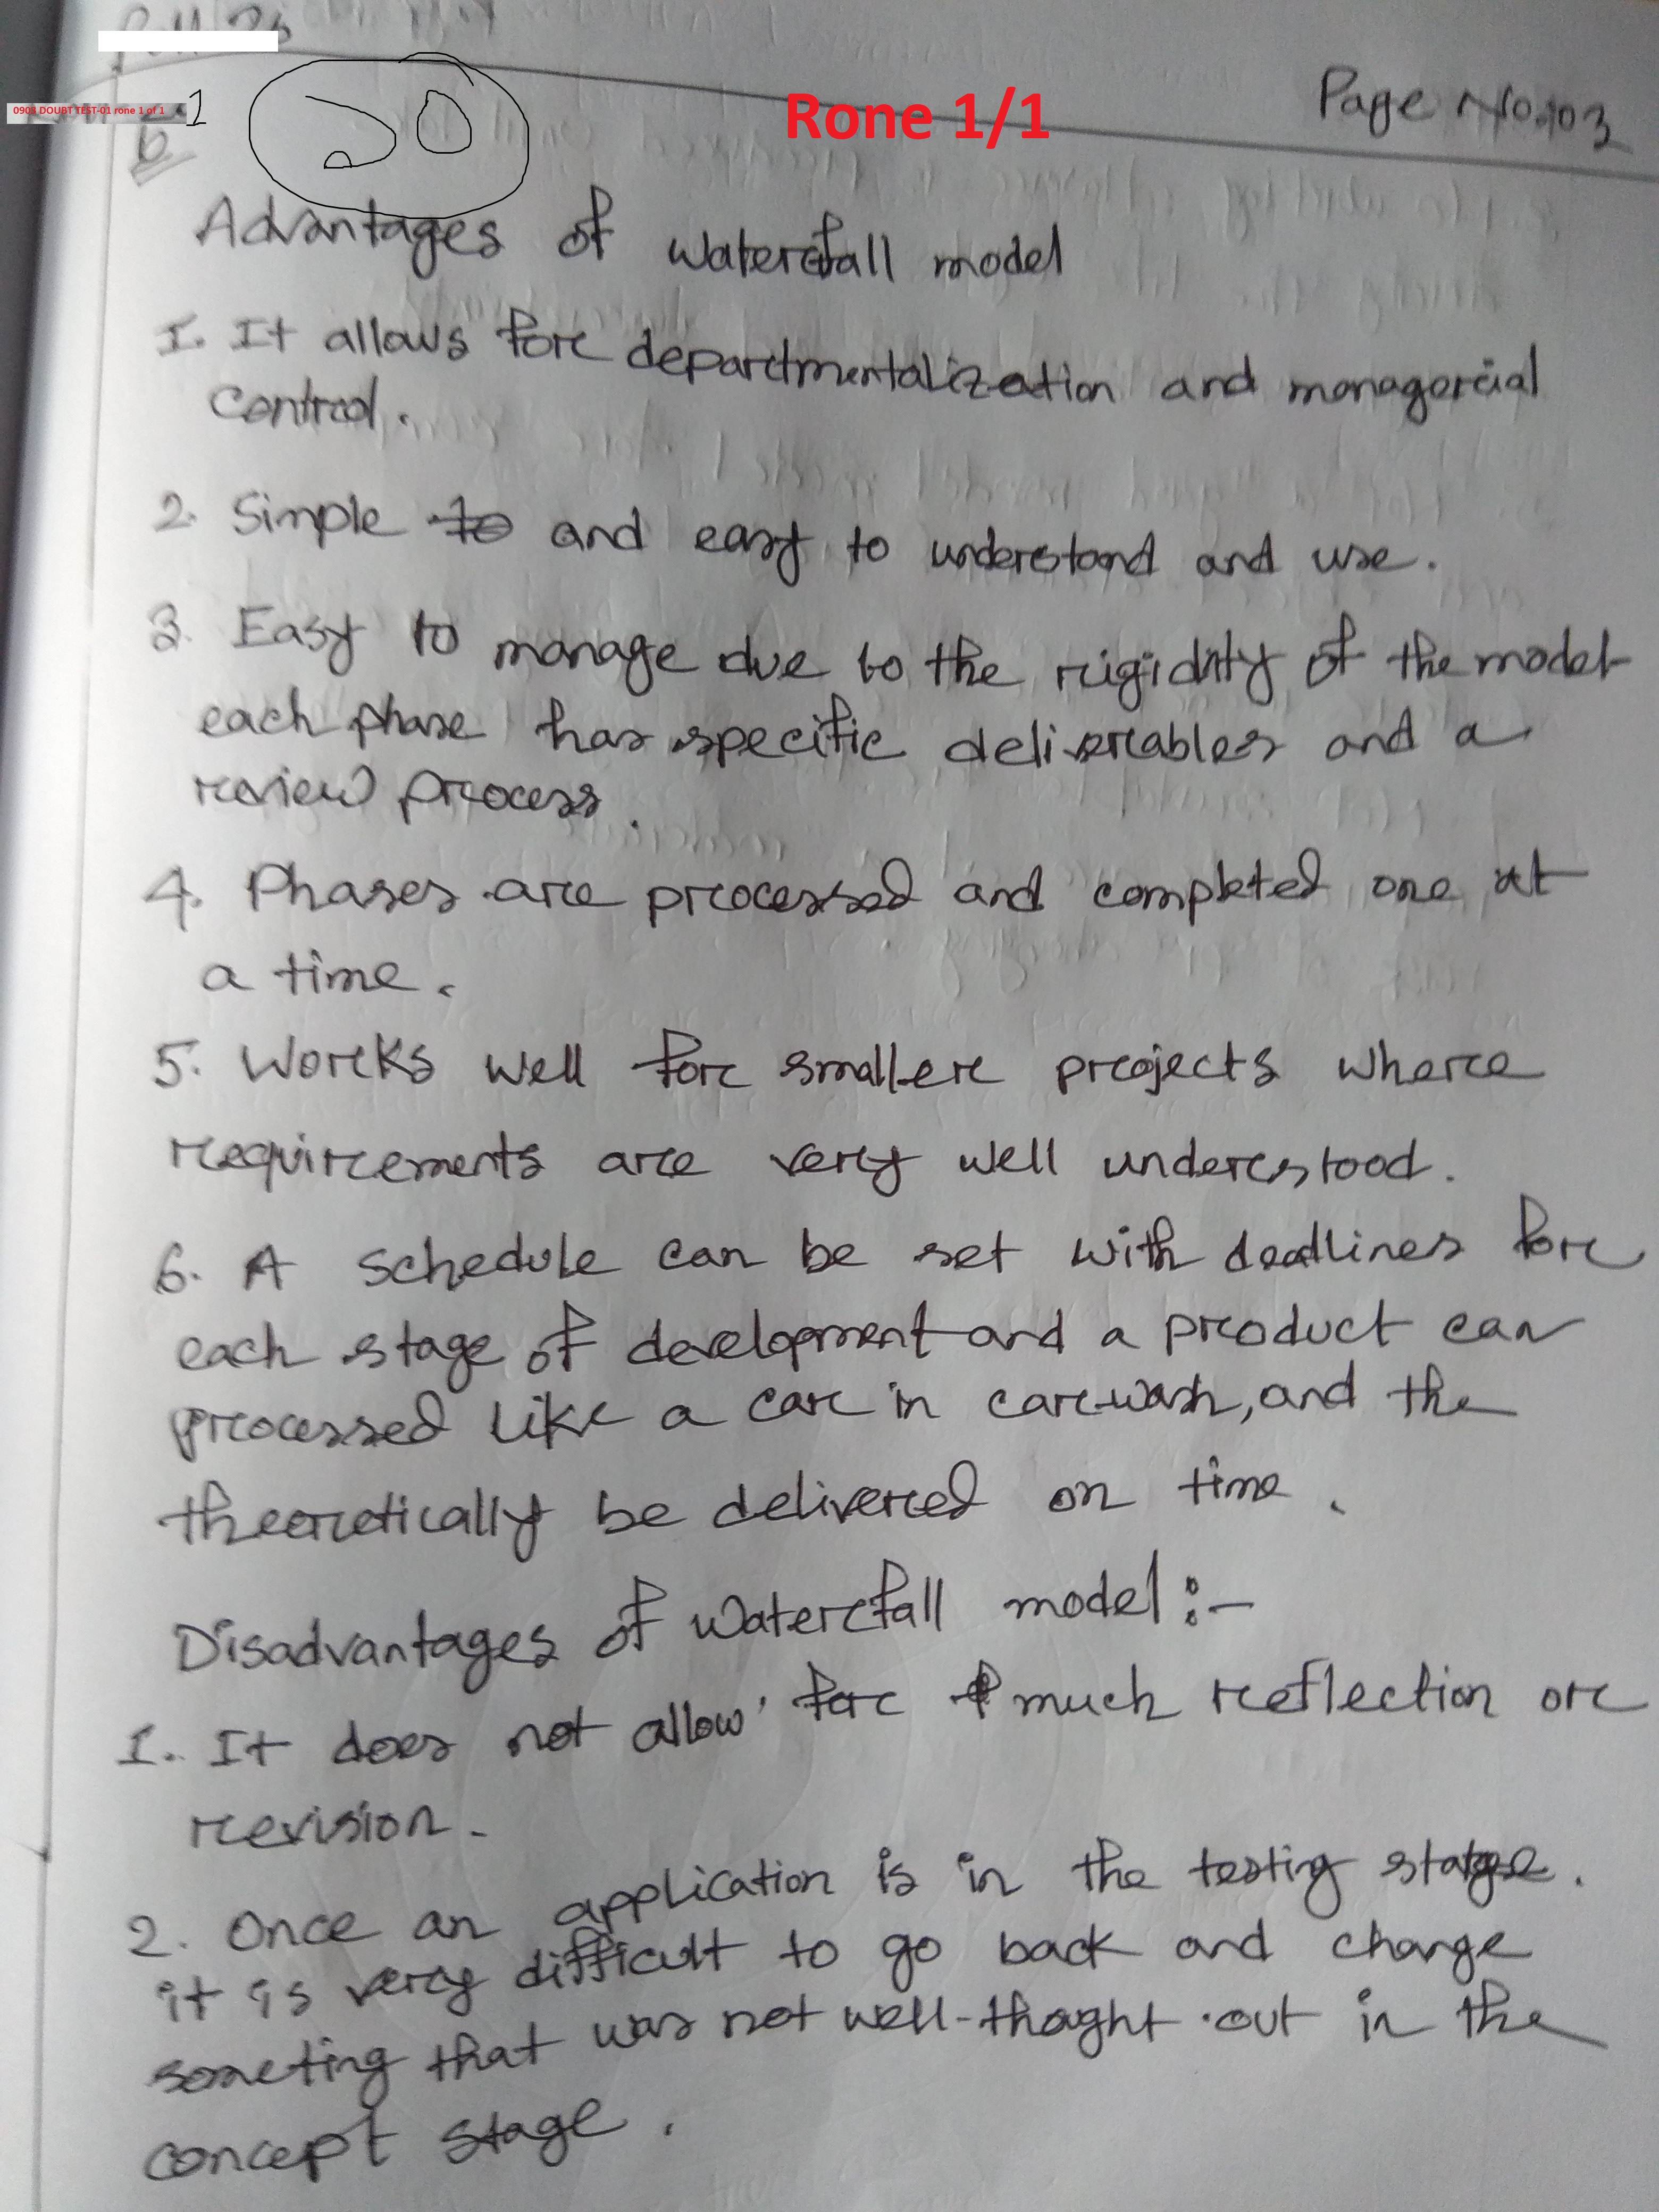 Rone 1/1
Page No. 03
0904 DOUBT TEST-01 rone 1 of 1
1
b
Advantages of waterfall model
1. It allows for departmentalization and managerial
control.
2. Simple to and easy to understand and use.
3. Easy to manage due to the rigidity of the model
each phase has specific deliverables and a
review process.
4. Phases are processed and completed one at
a time.
5. Works well for smaller projects where
requirements are very well understood.
6. A schedule can be set with deadlines for
each stage of development and a product can
processed like a car in car-wash, and the
theoretically be delivered on time.
Disadvantages of waterfall model :-
1. It does not allow for much reflection or
revision.
2. Once an application is in the testing stage.
it is very difficult to go back and change
someting that was not well-thoght out in the
concept stage.